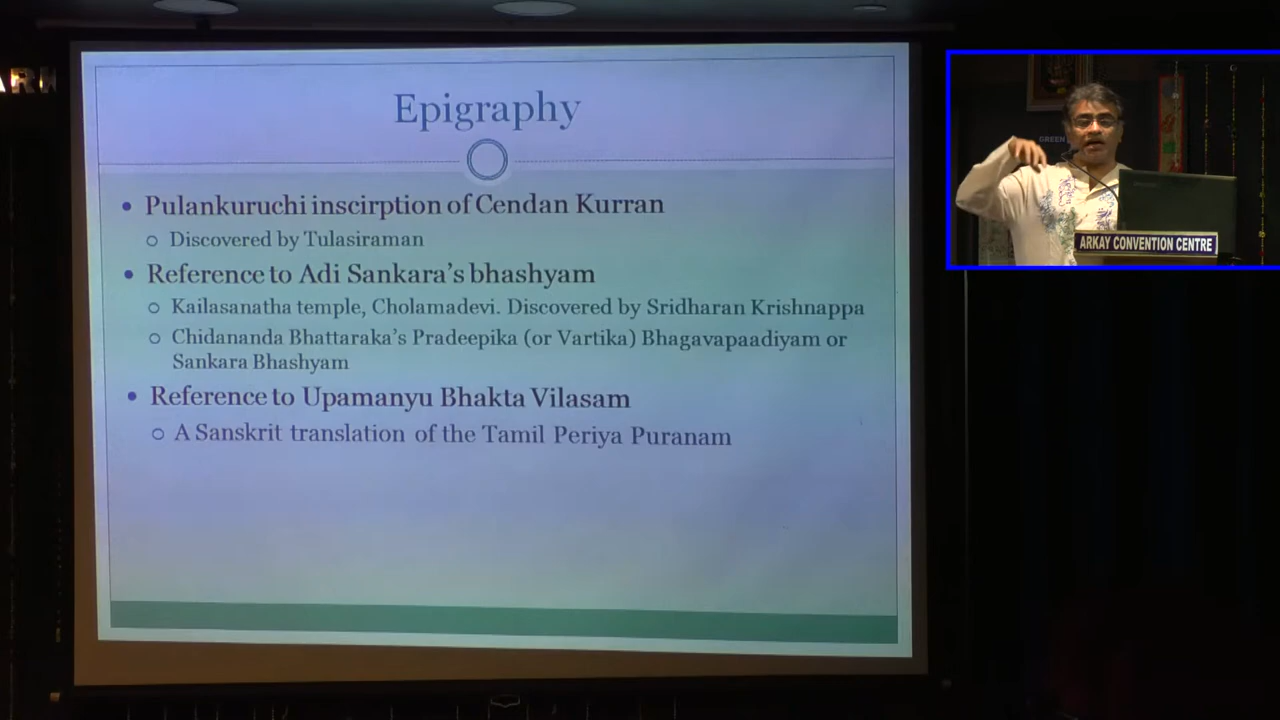 ARK
Epigraphy
Pulankuruchi inscirption of Cendan Kurran
Discovered by Tulasiraman
Reference to Adi Sankara's bhashyam
Kailasanatha temple, Cholamadevi. Discovered by Sridharan Krishnappa
Chidananda Bhattaraka's Pradeepika (or Vartika) Bhagavapaadiyam or
Sankara Bhashyam
Reference to Upamanyu Bhakta Vilasam
A Sanskrit translation of the Tamil Periya Puranam
GREEN
ARKAY CONVENTION CENTRE